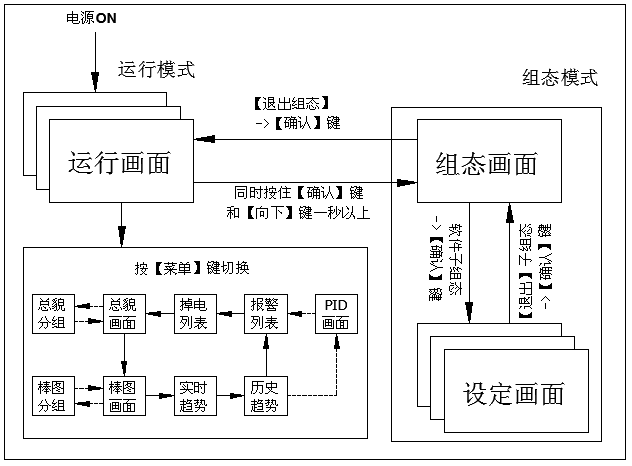 电源ON
运行模式
组态模式
【退出组态】
->【确认】键
运行画面
组态画面
同时按住【确认】键
和【向下】键一秒以上
软件子组态
->【确认】键
【退出】子组态
->【确认】键
按【菜单】键切换
总貌
分组
总貌
画面
掉电
列表
报警
列表
PID
画面
棒图
分组
棒图
画面
实时
趋势
历史
趋势
设定画面